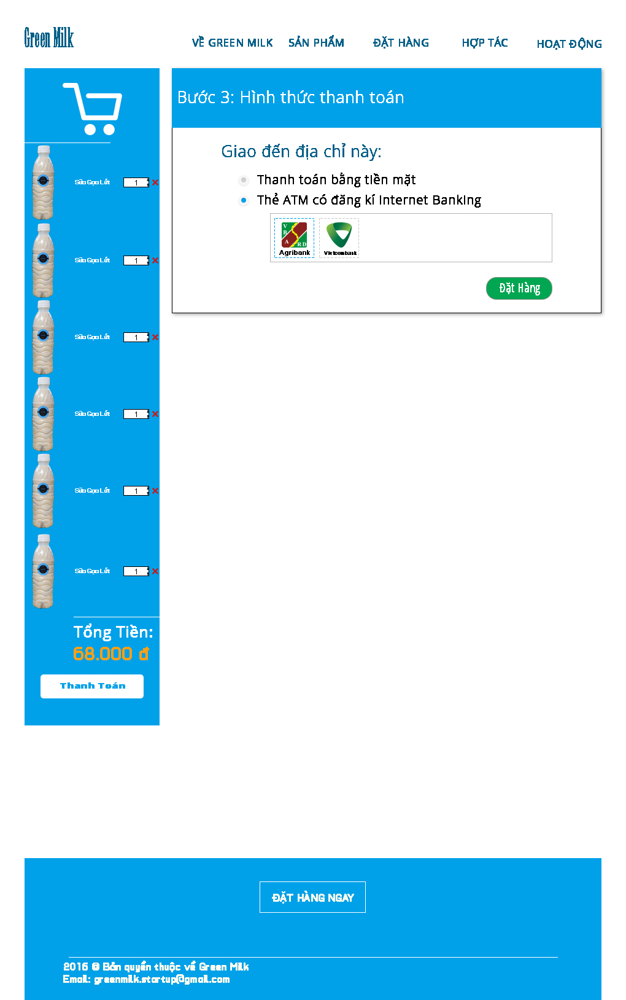 Green Milk
VỀ GREEN MILK SẢN PHẨM ĐẶT HÀNG HỢP TÁC HOẠT ĐỘNG
Bước 3: Hình thức thanh toán
Giao đến địa chỉ này:
Thanh toán bằng tiền mặt
Thẻ ATM có đăng kí Internet Banking
V
B
A RD
Agribank Vietcombank
Đặt Hàng
Sữa Gạo Lứt 1
Sữa Gạo Lứt 1
Sữa Gạo Lứt 1
Sữa Gạo Lứt 1
Sữa Gạo Lứt 1
Sữa Gạo Lứt 1
Tổng Tiền:
68.000 đ
Thanh Toán
ĐẶT HÀNG NGAY
2016 @ Bản quyền thuộc về Green Milk
Email: greenmilk.startup@gmail.com